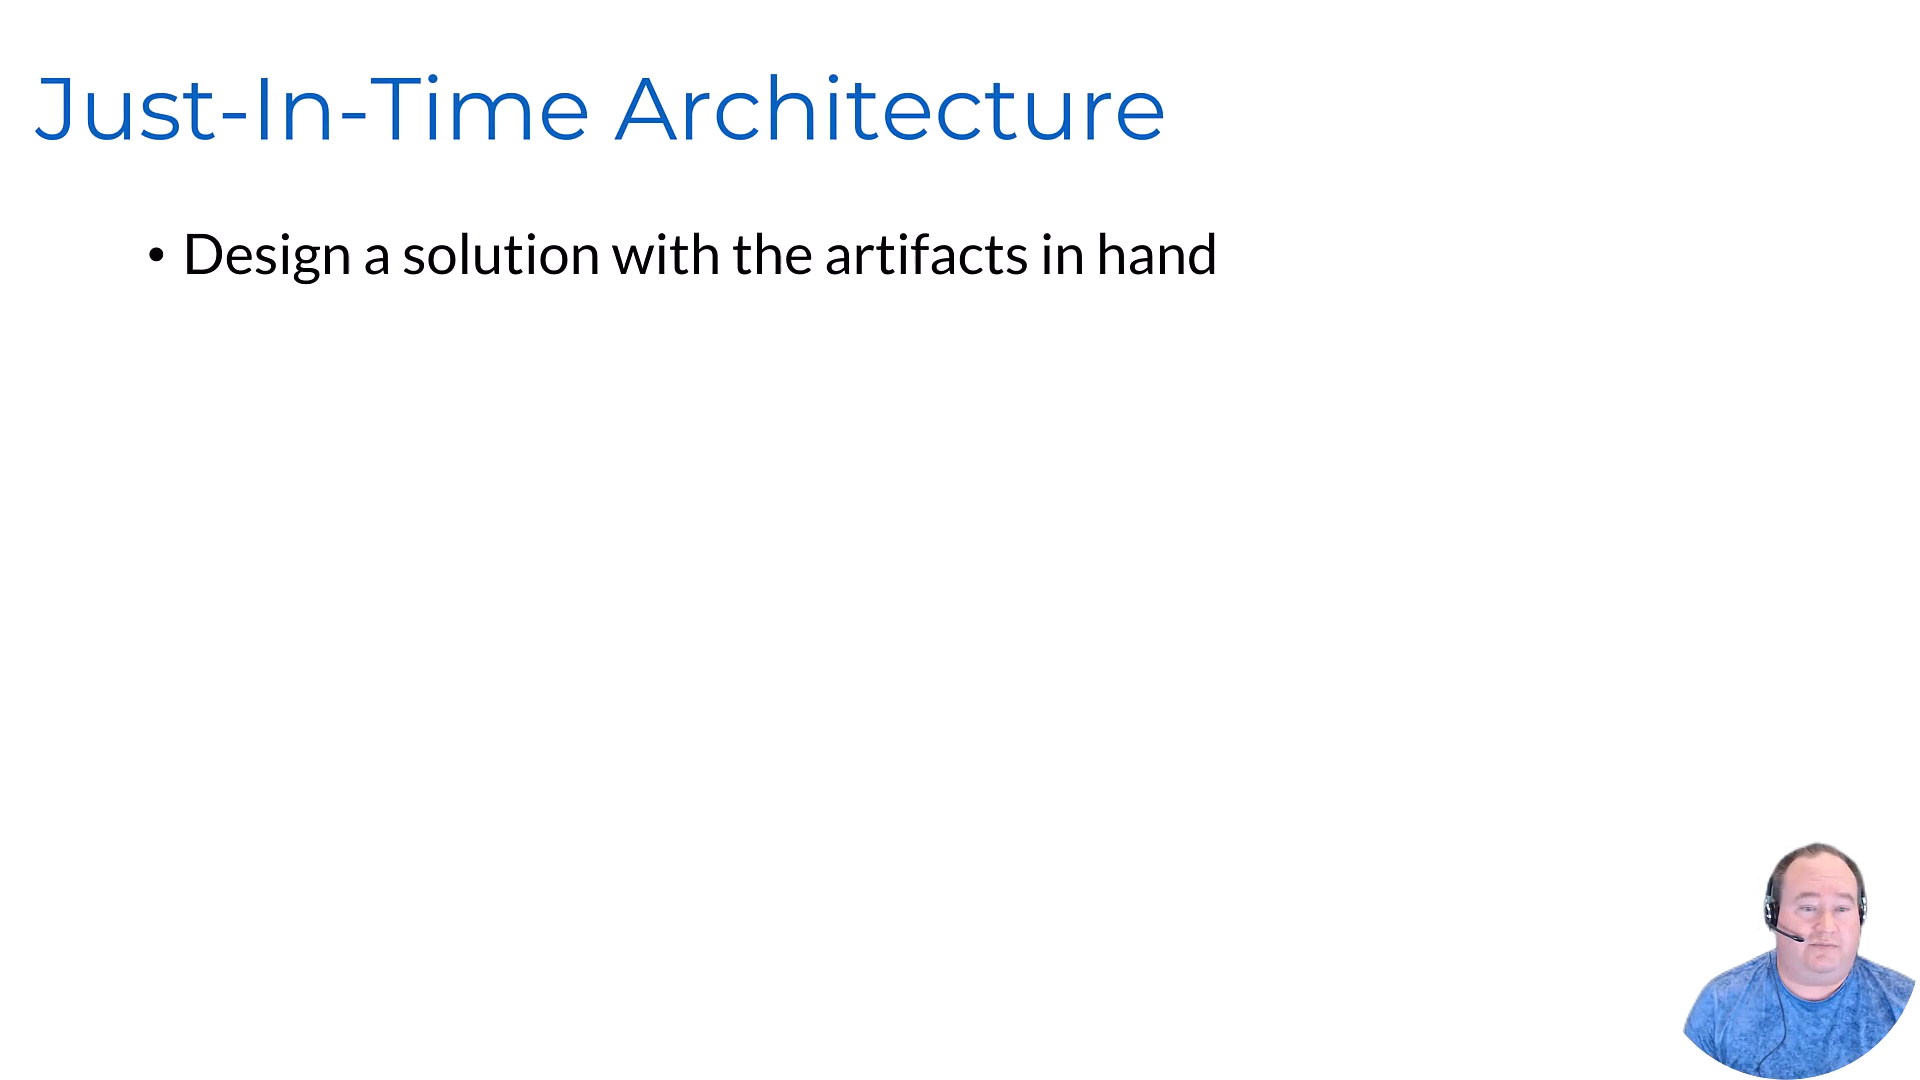 Just-In-Time Architecture
• Design a solution with the artifacts in hand